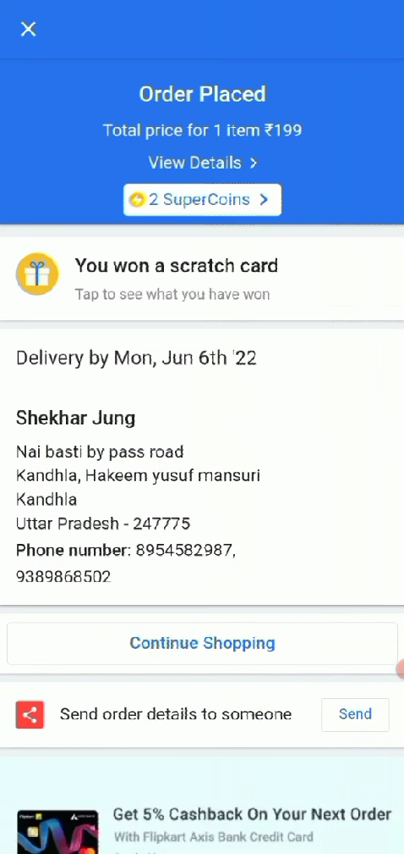 Order Placed
Total price for 1 item ₹199
View Details >
2 SuperCoins >
You won a scratch card
Tap to see what you have won
Delivery by Mon, Jun 6th '22
Shekhar Jung
Nai basti by pass road
Kandhla, Hakeem yusuf mansuri
Kandhla
Uttar Pradesh - 247775
Phone number: 8954582987,
9389868502
Continue Shopping
Send order details to someone
Send
Get 5% Cashback On Your Next Order
With Flipkart Axis Bank Credit Card